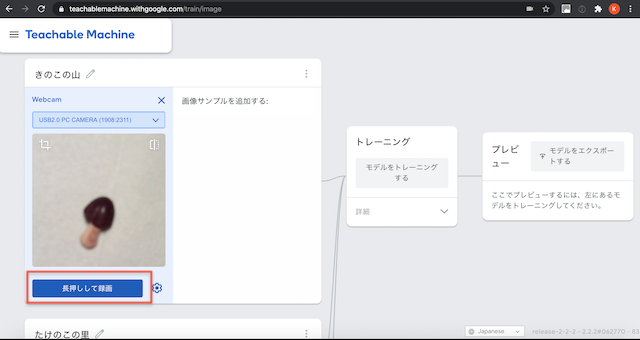 teachablemachine.withgoogle.com/train/image
K
Teachable Machine
きのこの山
Webcam
USB2.0 PC CAMERA (1908:2311)
長押しして録画
画像サンプルを追加する:
トレーニング
モデルをトレーニング
する
詳細
プレビ
ュー
モデルをエクスポー
トする
ここでプレビューするには、左にあるモ
デルをトレーニングしてください。
たけのこの里
Japanese
release-2-2-2 - 2.2.2#062770 - 83